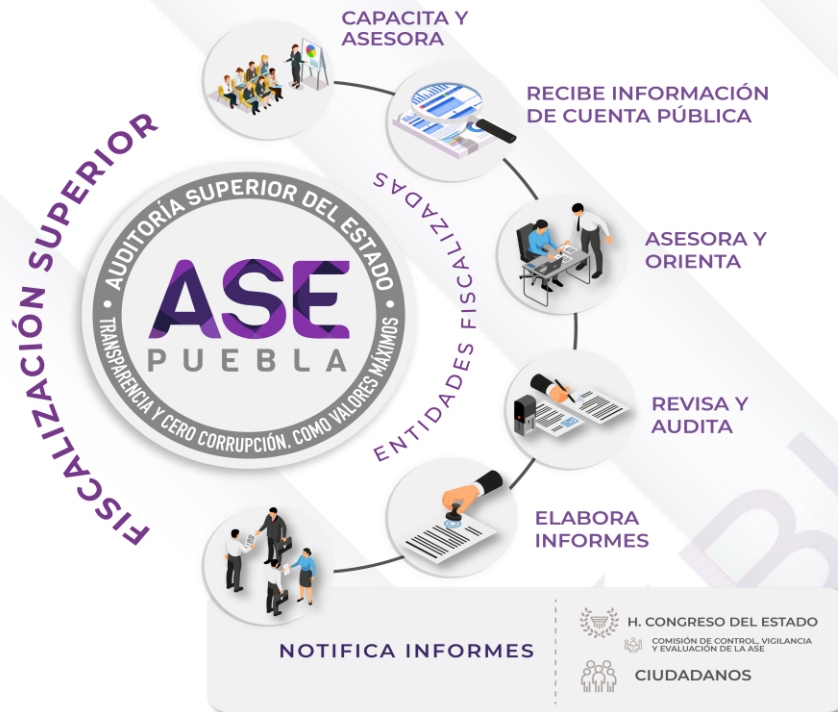 CAPACITA Y
ASESORA
RECIBE INFORMACIÓN
DE CUENTA PÚBLICA
FISCALIZACIÓN SUPERIOR
AUDITORÍA SUPERIOR DEL ESTADO
ASE
PUEBLA
TRANSPARENCIA Y CERO CORRUPCIÓN, COMO VALORES MÁXIMOS
ENTIDADES FISCALIZADAS
ASESORA Y
ORIENTA
REVISA Y
AUDITA
ELABORA
INFORMES
NOTIFICA INFORMES
H. CONGRESO DEL ESTADO
COMISIÓN DE CONTROL, VIGILANCIA
Y EVALUACIÓN DE LA ASE
CIUDADANOS